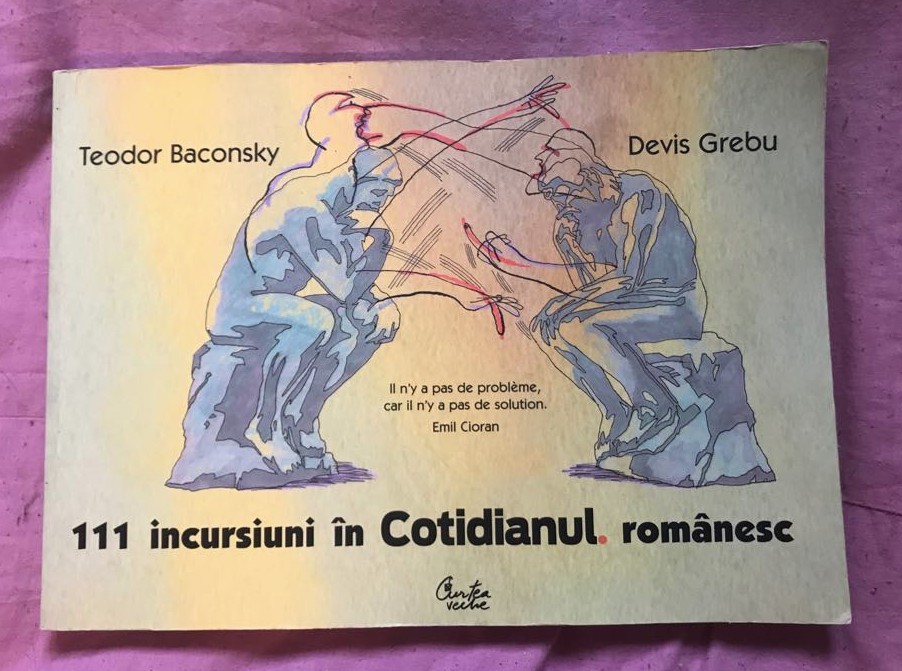 Teodor Baconsky
Devis Grebu
Il n'y a pas de problème,
car il n'y a pas de solution.
Emil Cioran
111 incursiuni în Cotidianul. românesc
Curtea
veche